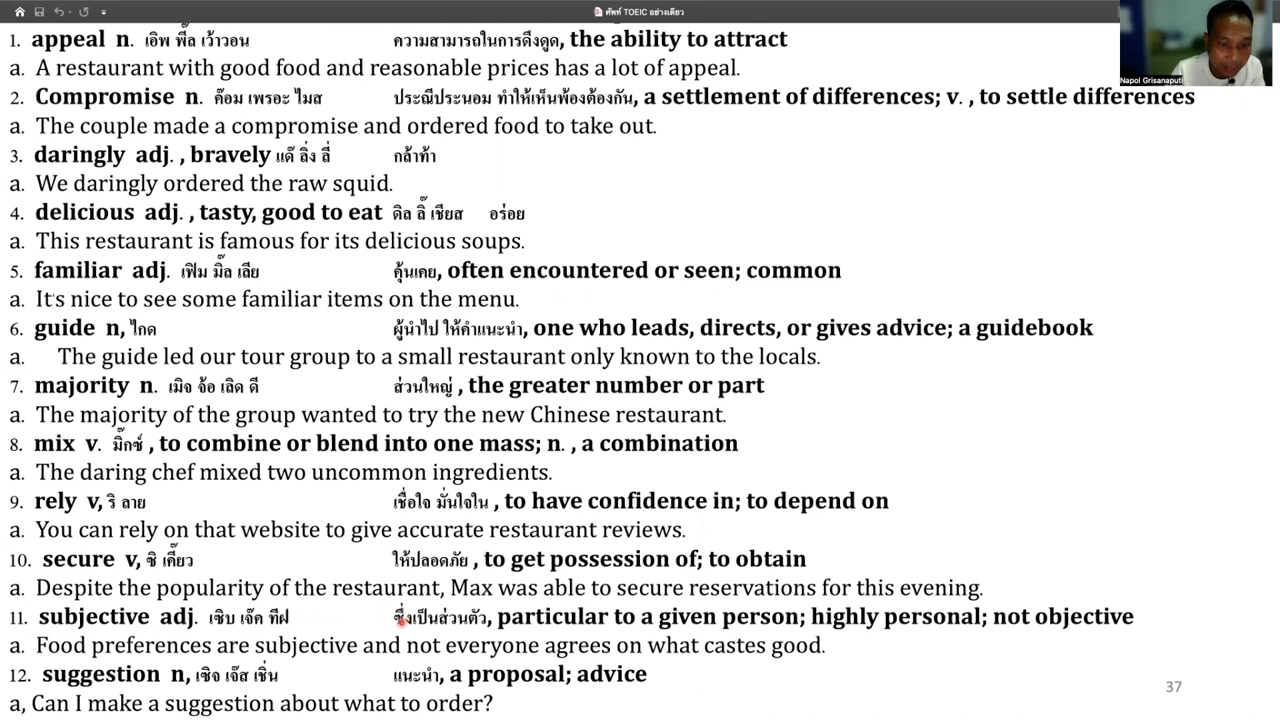 ศัพท์ TOEIC อย่างเดียว
Napol Grisanaputi
1. appeal n. เอิพ พี๊ล เว้าวอน ความสามารถในการดึงดูด, the ability to attract
a. A restaurant with good food and reasonable prices has a lot of appeal.
2. Compromise n. ค๊อม เพรอะ ไมส ประณีประนอม ทำให้เห็นพ้องต้องกัน, a settlement of differences; v. , to settle differences
a. The couple made a compromise and ordered food to take out.
3. daringly adj. , bravely แด๊ ลิ่ง ลี่ กล้าท้า
a. We daringly ordered the raw squid.
4. delicious adj. , tasty, good to eat ดิล ลิ๊ เชียส อร่อย
a. This restaurant is famous for its delicious soups.
5. familiar adj. เฟิม มิ๊ล เลีย คุ้นเคย, often encountered or seen; common
a. It's nice to see some familiar items on the menu.
6. guide n, ไกด ผู้นำไป ให้คำแนะนำ, one who leads, directs, or gives advice; a guidebook
a. The guide led our tour group to a small restaurant only known to the locals.
7. majority n. เมิจ จ้อ เลิด ดี ส่วนใหญ่ , the greater number or part
a. The majority of the group wanted to try the new Chinese restaurant.
8. mix v. มิ๊กซ์ , to combine or blend into one mass; n. , a combination
a. The daring chef mixed two uncommon ingredients.
9. rely v, ริ ลาย เชื่อใจ มั่นใจใน , to have confidence in; to depend on
a. You can rely on that website to give accurate restaurant reviews.
10. secure v, ซิ เคี๊ยว ให้ปลอดภัย , to get possession of; to obtain
a. Despite the popularity of the restaurant, Max was able to secure reservations for this evening.
11. subjective adj. เซิบ เจ๊ค ทีฝ ซึ่งเป็นส่วนตัว, particular to a given person; highly personal; not objective
a. Food preferences are subjective and not everyone agrees on what castes good.
12. suggestion n, เซิจ เจ๊ส เชิ่น แนะนำ, a proposal; advice
a, Can I make a suggestion about what to order?
37